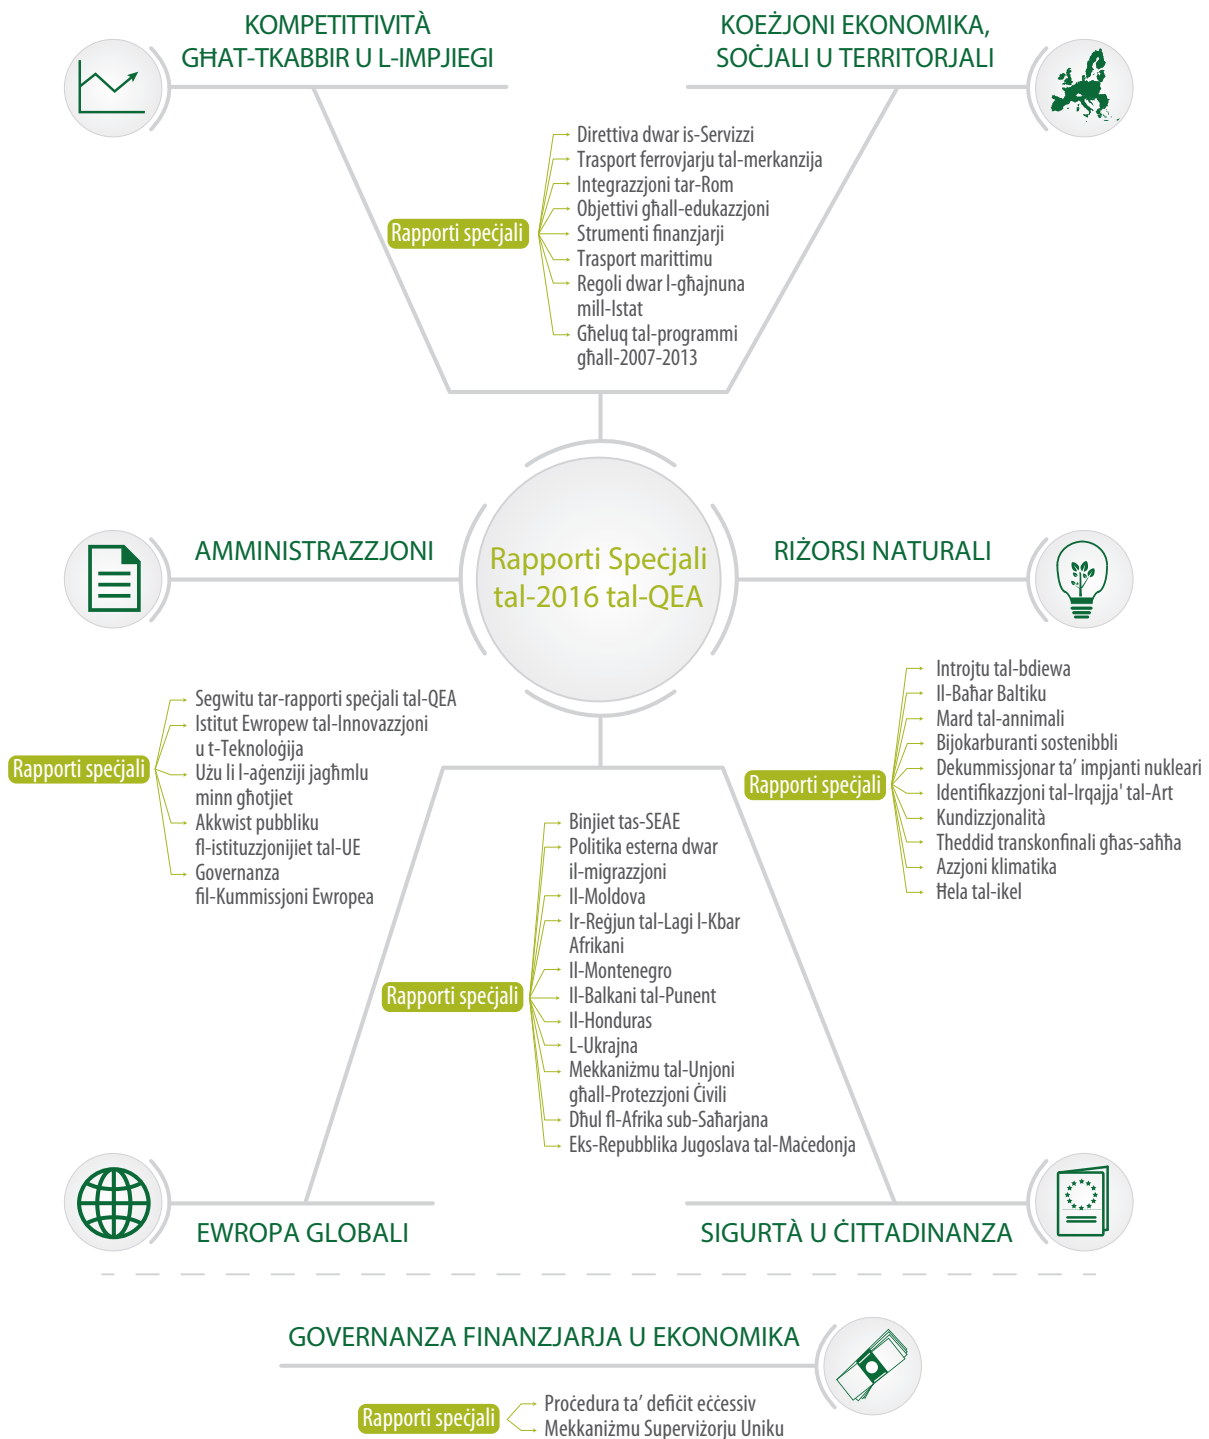 KOMPETITTIVITÀ
GĦAT-TKABBIR U L-IMPJIEGI
KOEŻJONI EKONOMIKA,
SOĊJALI U TERRITORJALI
Rapporti speċjali
Direttiva dwar is-Servizzi
Trasport ferrovjarju tal-merkanzija
Integrazzjoni tar-Rom
Objettivi għall-edukazzjoni
Strumenti finanzjarji
Trasport marittimu
Regoli dwar l-għajnuna
mill-Istat
Għeluq tal-programmi
għall-2007-2013
Rapporti Speċjali
tal-2016 tal-QEA
AMMINISTRAZZJONI
Rapporti speċjali
Segwitu tar-rapporti speċjali tal-QEA
Istitut Ewropew tal-Innovazzjoni
u t-Teknoloġija
Użu li l-aġenziji jagħmlu
minn għotjiet
Akkwist pubbliku
fl-istituzzjonijiet tal-UE
Governanza
fil-Kummissjoni Ewropea
RIŻORSI NATURALI
Rapporti speċjali
Introjtu tal-bdiewa
Il-Baħar Baltiku
Mard tal-annimali
Bijokarburanti sostenibbli
Dekummissjonar ta’ impjanti nukleari
Identifikazzjoni tal-Irqajja' tal-Art
Kundizzjonalità
Theddid transkonfinali għas-saħħa
Azzjoni klimatika
Ħela tal-ikel
Rapporti speċjali
Binjiet tas-SEAE
Politika esterna dwar
il-migrazzjoni
Il-Moldova
Ir-Reġjun tal-Lagi l-Kbar
Afrikani
Il-Montenegro
Il-Balkani tal-Punent
Il-Honduras
L-Ukrajna
Mekkaniżmu tal-Unjoni
għall-Protezzjoni Ċivili
Dħul fl-Afrika sub-Saħarjana
Eks-Repubblika Jugoslava tal-Maċedonja
EWROPA GLOBALI
SIGURTÀ U ĊITTADINANZA
GOVERNANZA FINANZJARJA U EKONOMIKA
Rapporti speċjali
Proċedura ta’ defiċit eċċessiv
Mekkaniżmu Superviżorju Uniku